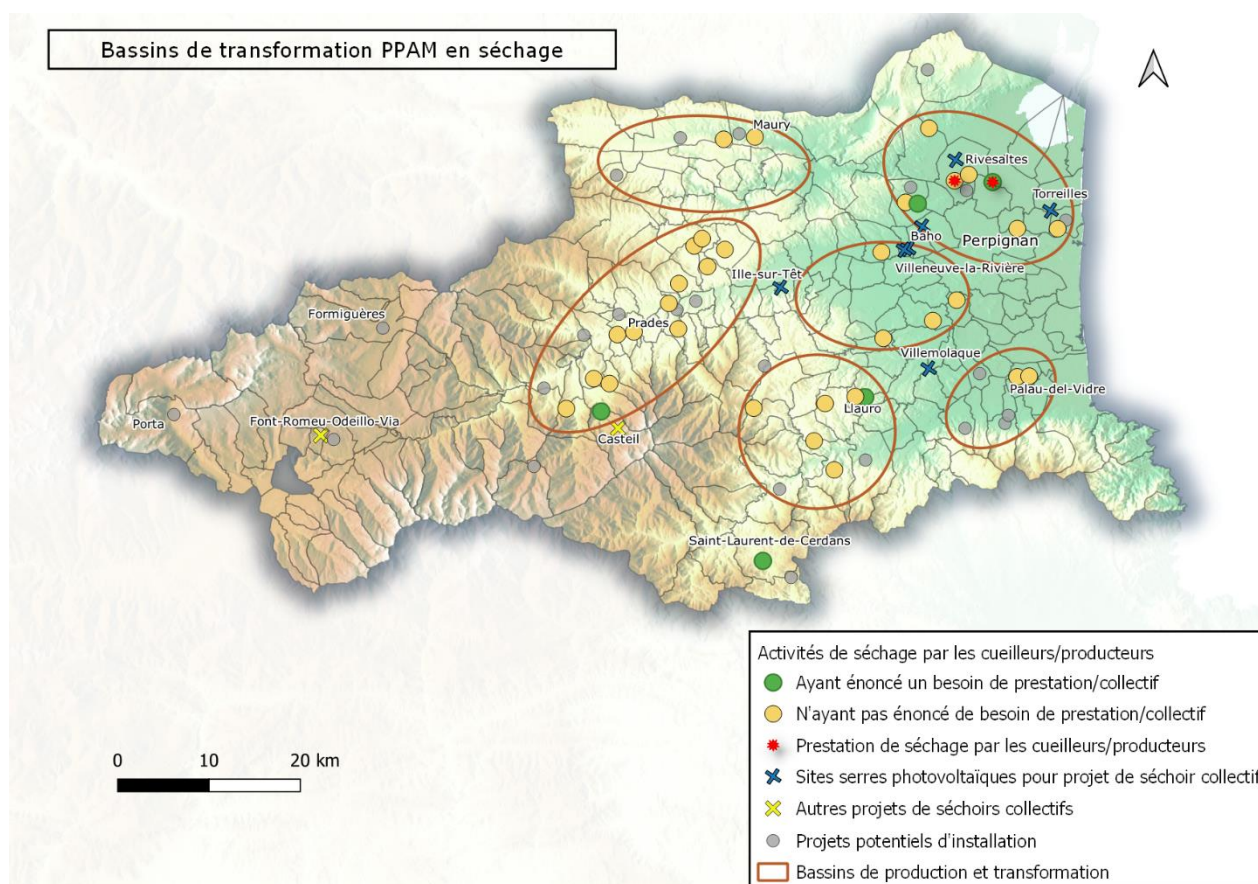 Bassins de transformation PPAM en séchage
Maury
Rivesaltes
Torreilles
Baho
Perpignan
Villeneuve-la-Rivière
Ille-sur-Têt
Formiguères
Prades
Villemolaque
Palau-del-Vidre
Llauro
Porta
Font-Romeu-Odeillo-Via
Casteil
Saint-Laurent-de-Cerdans
Activités de séchage par les cueilleurs/producteurs
Ayant énoncé un besoin de prestation/collectif
N'ayant pas énoncé de besoin de prestation/collectif
Prestation de séchage par les cueilleurs/producteurs
Sites serres photovoltaïques pour projet de séchoir collectif
Autres projets de séchoirs collectifs
Projets potentiels d'installation
Bassins de production et transformation
0 10 20 km